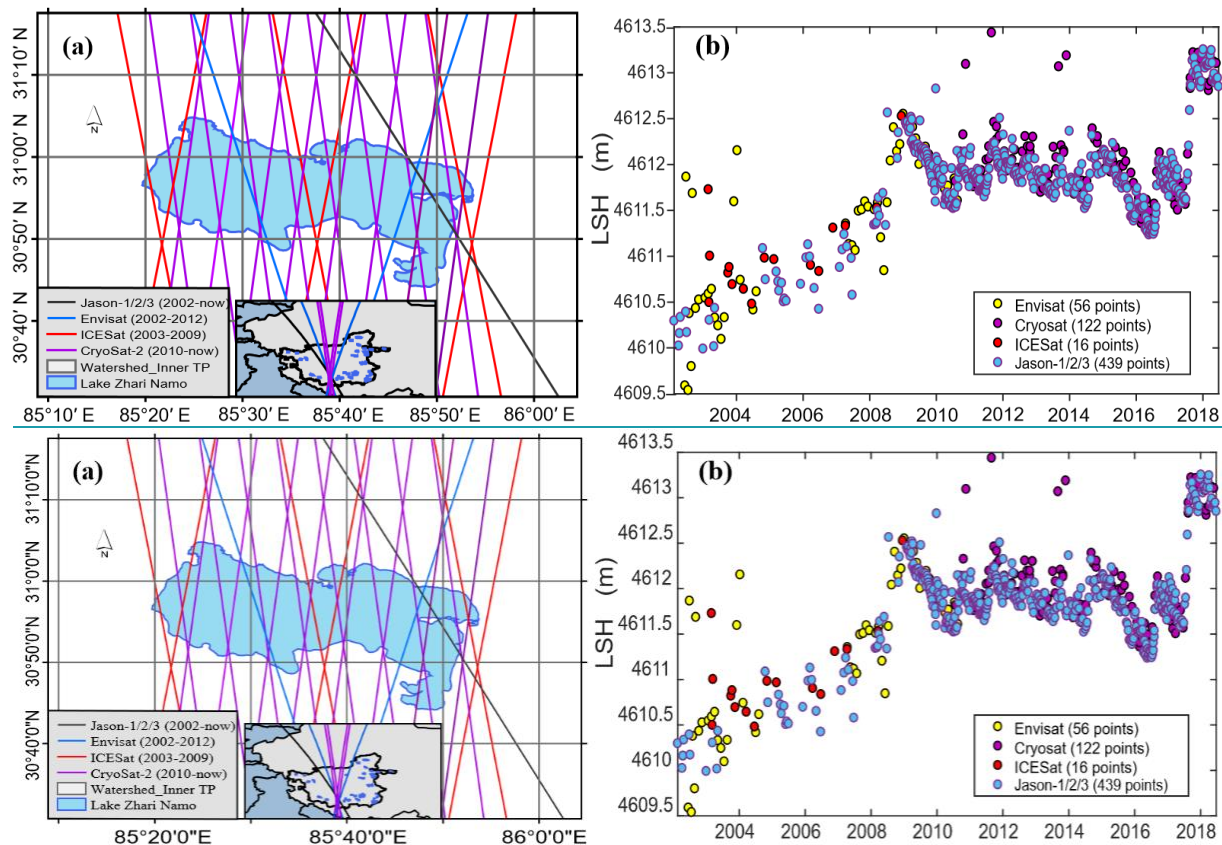 (a)
31°10' N
31°00' N
30°50' N
30°40' N
N
Jason-1/2/3 (2002-now)
Envisat (2002-2012)
ICESat (2003-2009)
CryoSat-2 (2010-now)
Watershed_Inner TP
Lake Zhari Namo
85°10' E
85°20' E
85°30' E
85°40' E
85°50' E
86°00' E
(b)
LSH (m)
4613.5
4613
4612.5
4612
4611.5
4611
4610.5
4610
4609.5
Envisat (56 points)
Cryosat (122 points)
ICESat (16 points)
Jason-1/2/3 (439 points)
2004
2006
2008
2010
2012
2014
2016
2018
(a)
31°10'0"N
31°0'0"N
30°50'0"N
30°40'0"N
N
Jason-1/2/3 (2002-now)
Envisat (2002-2012)
ICESat (2003-2009)
CryoSat-2 (2010-now)
Watershed_Inner TP
Lake Zhari Namo
85°20'0"E
85°40'0"E
86°0'0"E
(b)
LSH (m)
4613.5
4613
4612.5
4612
4611.5
4611
4610.5
4610
4609.5
Envisat (56 points)
Cryosat (122 points)
ICESat (16 points)
Jason-1/2/3 (439 points)
2004
2006
2008
2010
2012
2014
2016
2018